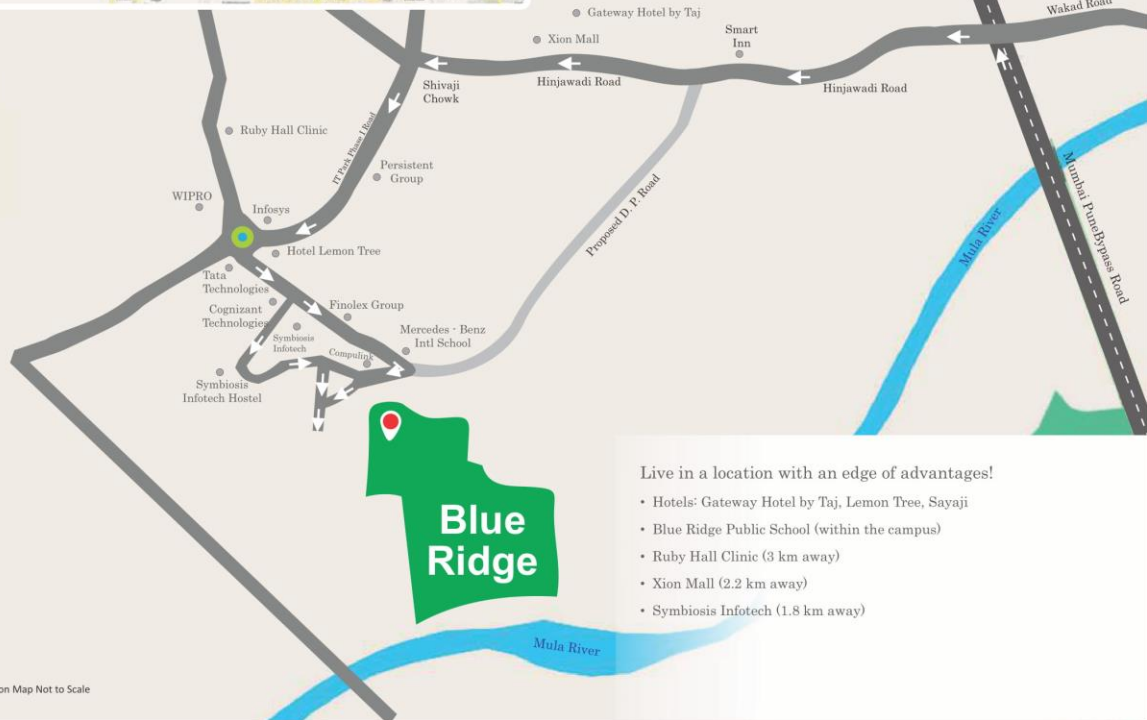 Gateway Hotel by Taj
Wakad Road
Xion Mall
Smart
Inn
Shivaji
Chowk
Hinjawadi Road
Hinjawadi Road
Ruby Hall Clinic
IT Park Phase I Road
Persistent
Group
Mumbai PuneBypass Road
WIPRO
Infosys
Proposed D. P. Road
Mula River
Hotel Lemon Tree
Tata
Technologies
Cognizant
Technologies
Finolex Group
Symbiosis
Infotech
Compulink
Mercedes - Benz
Intl School
Symbiosis
Infotech Hostel
Blue
Ridge
Live in a location with an edge of advantages!
• Hotels: Gateway Hotel by Taj, Lemon Tree, Sayaji
• Blue Ridge Public School (within the campus)
• Ruby Hall Clinic (3 km away)
• Xion Mall (2.2 km away)
• Symbiosis Infotech (1.8 km away)
Mula River
on Map Not to Scale